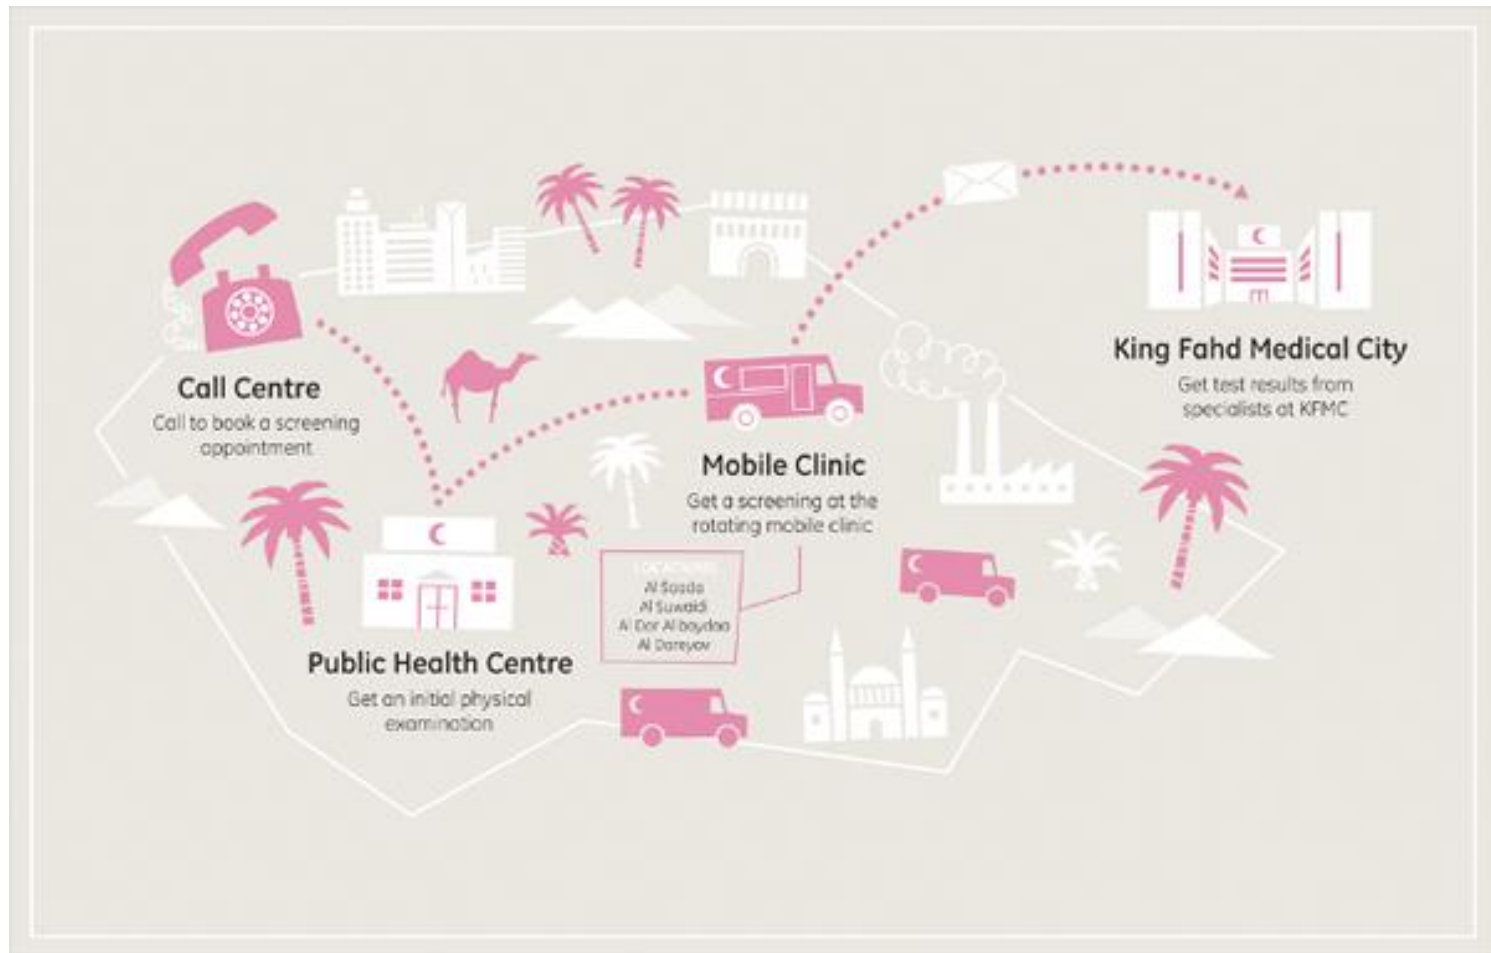 Call Centre
Call to book a screening
appointment
Public Health Centre
Get an initial physical
examination
Mobile Clinic
Get a screening at the
rotating mobile clinic
LOCATIONS
Al Saada
Al Suwaidi
Al Dar Al baydaa
Al
King Fahd Medical City
Get test results from
specialists at KFMC